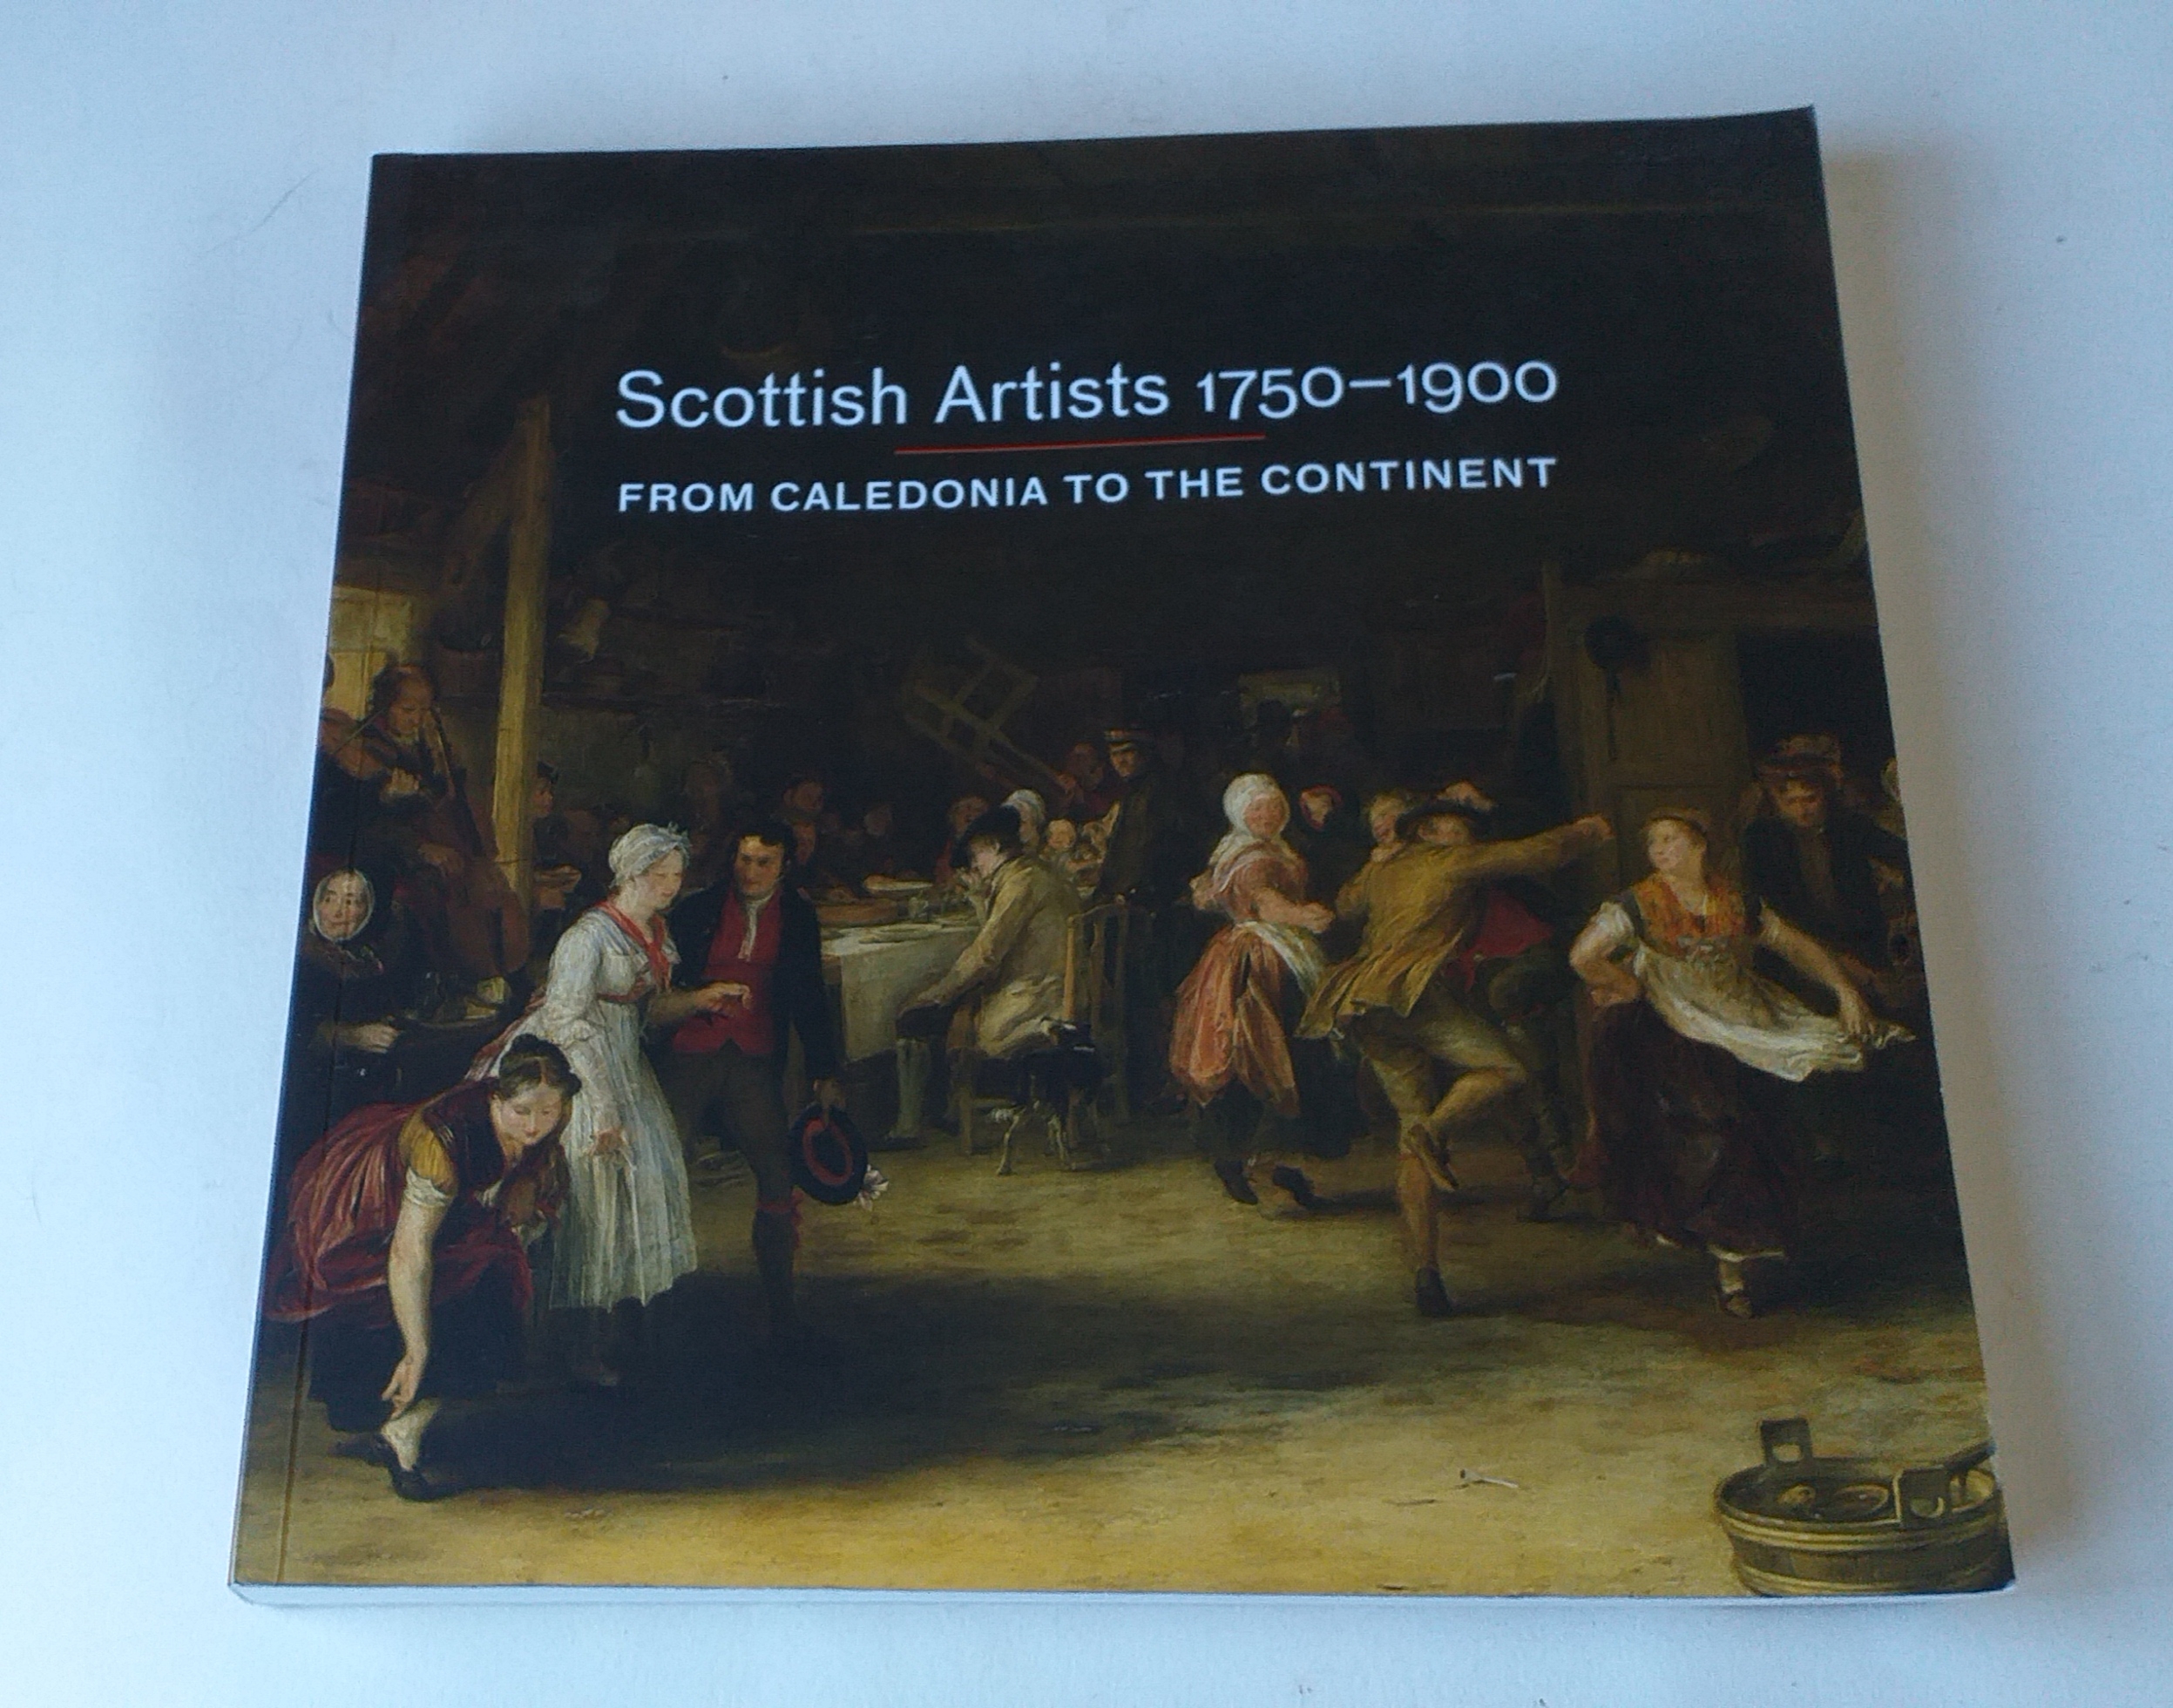 Scottish Artists 1750–1900
FROM CALEDONIA TO THE CONTINENT